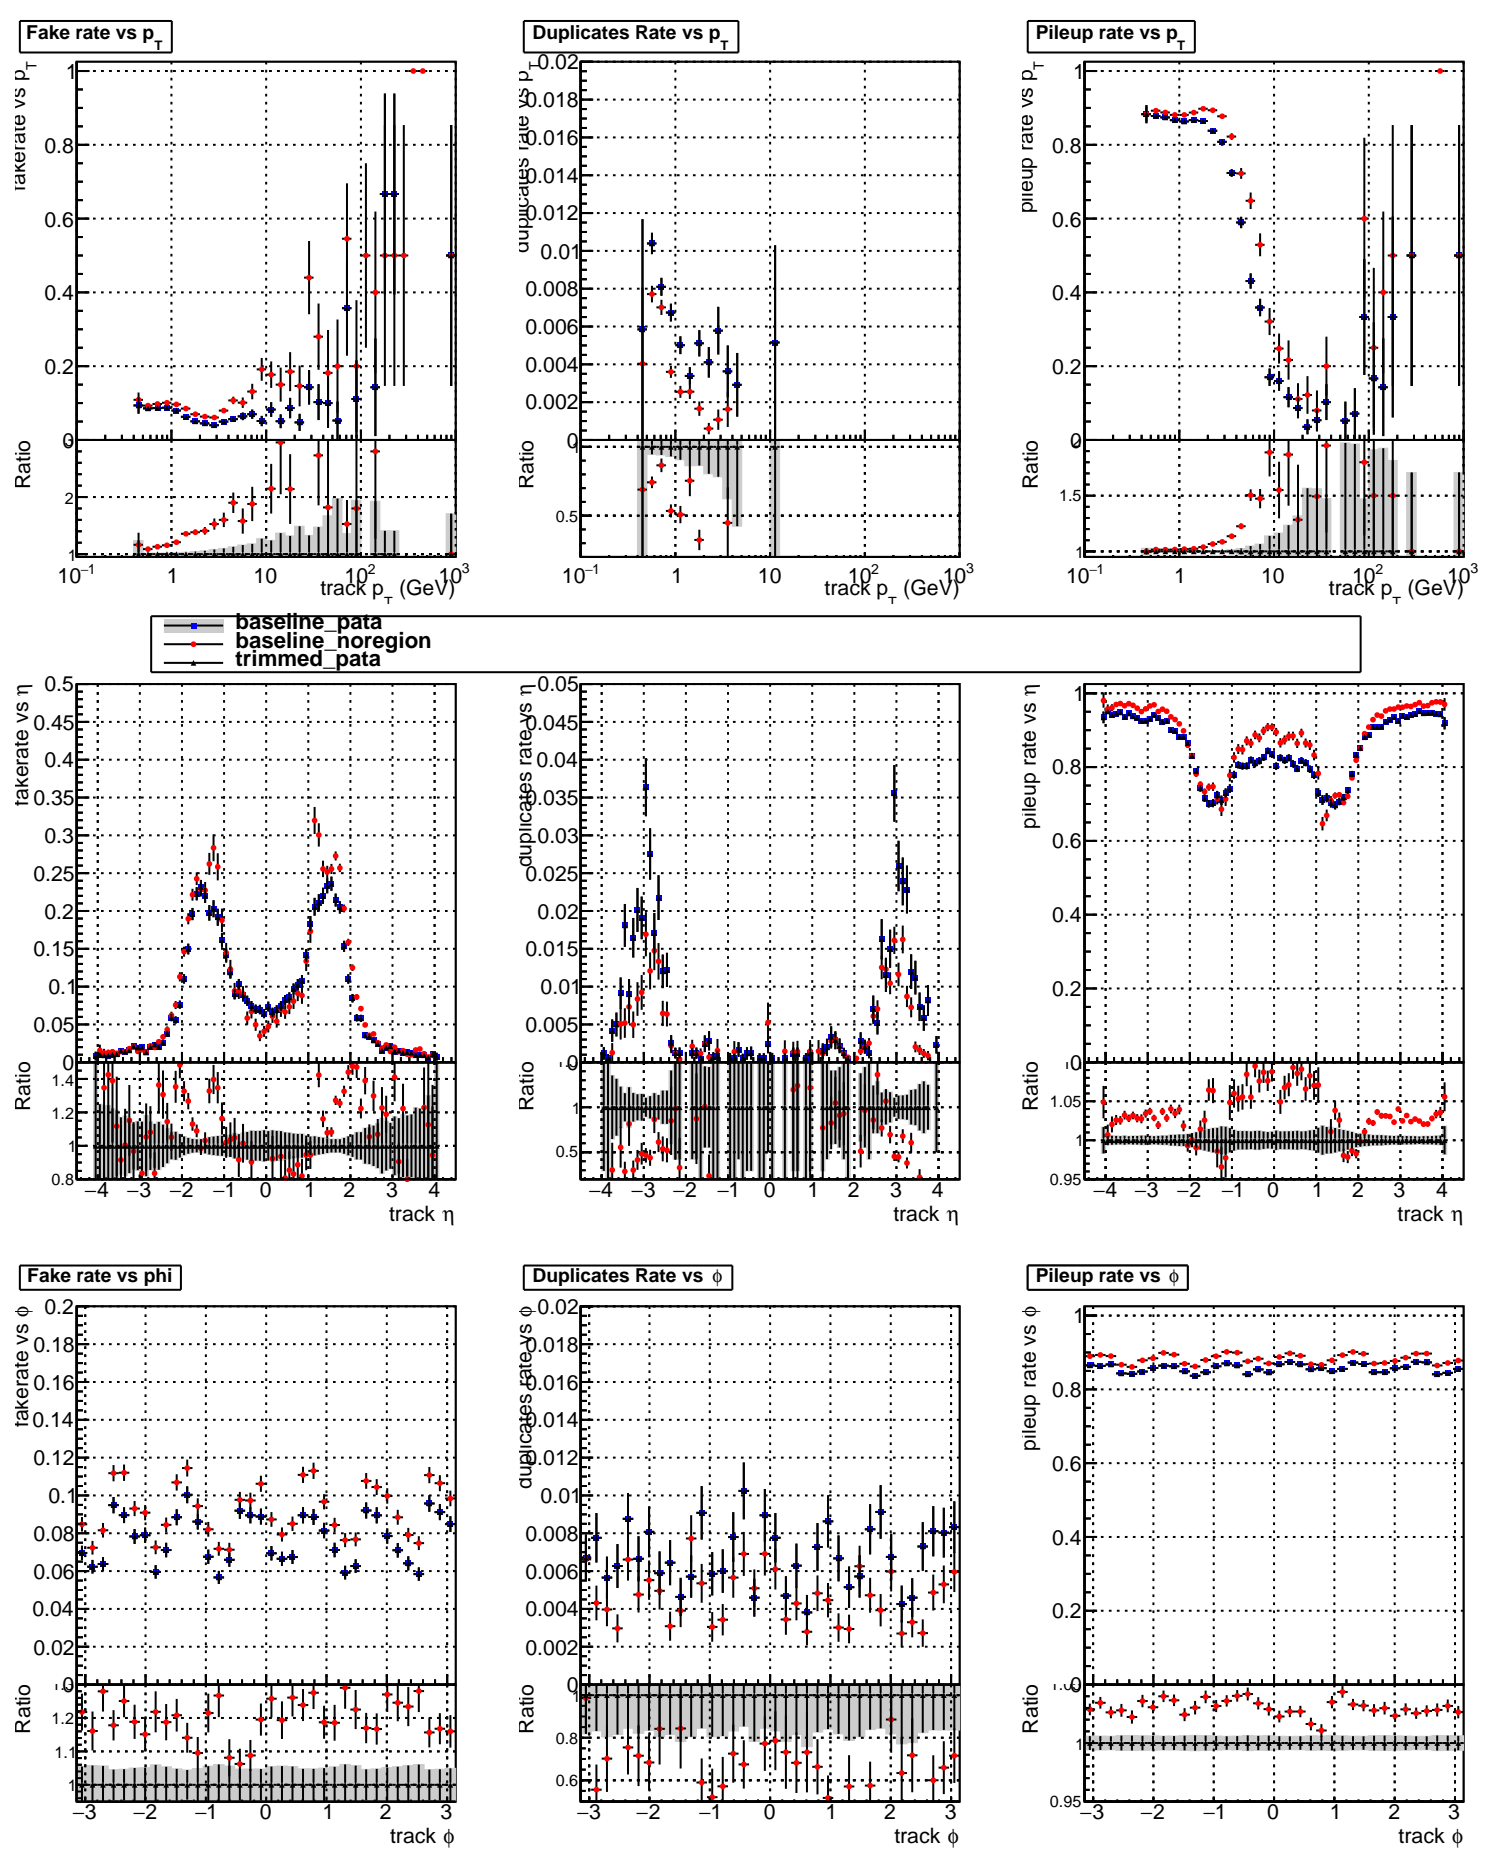 Fake rate vs pT
Duplicates Rate vs pT
Pileup rate vs pT
fakerate vs pT
1
0.8
0.6
0.4
0.2
0
Ratio
2
1
10−1 1 10 102 103
track pT (GeV)
duplicates rate vs pT
0.02
0.018
0.016
0.014
0.012
0.01
0.008
0.006
0.004
0.002
0
Ratio
1
0.5
10−1 1 10 102 103
track pT (GeV)
pileup rate vs pT
1
0.8
0.6
0.4
0.2
0
Ratio
1.5
1
10−1 1 10 102 103
track pT (GeV)
baseline_pata
baseline_noregion
trimmed_pata
fakerate vs η
0.5
0.45
0.4
0.35
0.3
0.25
0.2
0.15
0.1
0.05
0
Ratio
1.4
1.2
1
0.8
−4 −3 −2 −1 0 1 2 3 4
track η
duplicates rate vs η
0.05
0.045
0.04
0.035
0.03
0.025
0.02
0.015
0.01
0.005
0
Ratio
1
0.5
−4 −3 −2 −1 0 1 2 3 4
track η
pileup rate vs η
1
0.8
0.6
0.4
0.2
0
Ratio
1.05
1
0.95
−4 −3 −2 −1 0 1 2 3 4
track η
Fake rate vs phi
Duplicates Rate vs ϕ
Pileup rate vs ϕ
fakerate vs ϕ
0.2
0.18
0.16
0.14
0.12
0.1
0.08
0.06
0.04
0.02
0
Ratio
1.2
1.1
1
−3 −2 −1 0 1 2 3
track ϕ
duplicates rate vs ϕ
0.02
0.018
0.016
0.014
0.012
0.01
0.008
0.006
0.004
0.002
0
Ratio
1
0.8
0.6
−3 −2 −1 0 1 2 3
track ϕ
pileup rate vs ϕ
1
0.8
0.6
0.4
0.2
0
Ratio
1
0.95
−3 −2 −1 0 1 2 3
track ϕ